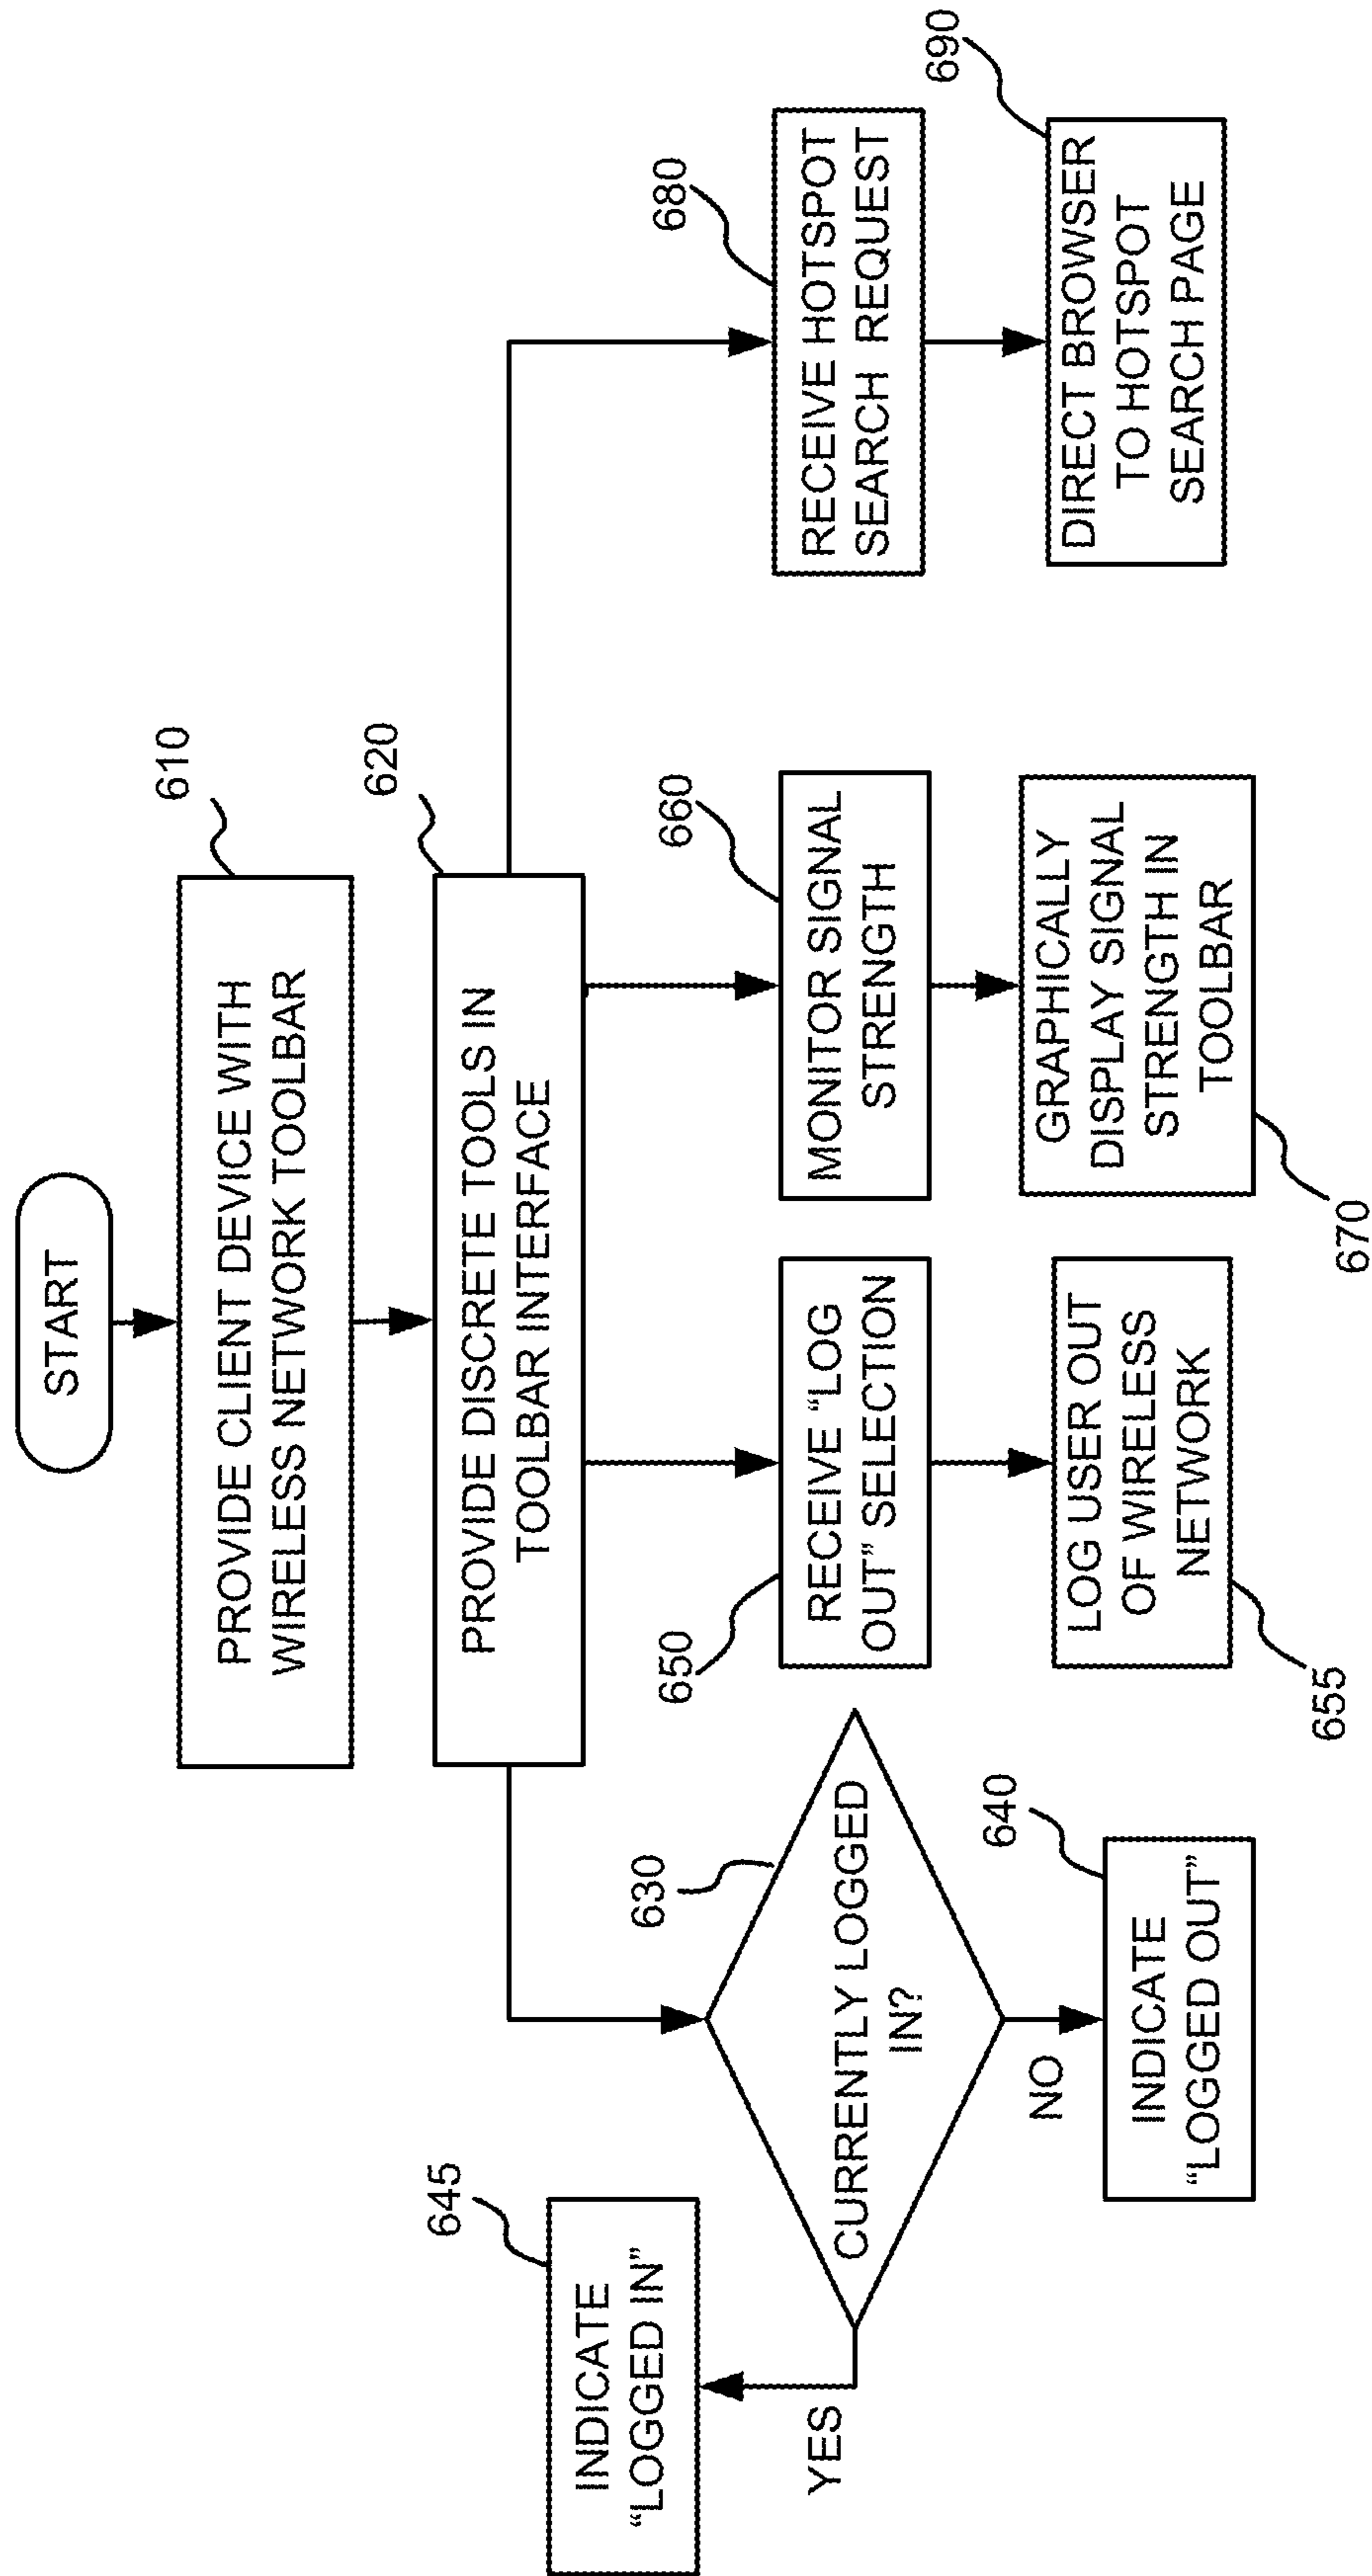 START
610
PROVIDE CLIENT DEVICE WITH
WIRELESS NETWORK TOOLBAR
620
PROVIDE DISCRETE TOOLS IN
TOOLBAR INTERFACE
645
INDICATE
“LOGGED IN”
YES
630
CURRENTLY LOGGED
IN?
NO
640
INDICATE
“LOGGED OUT”
650
RECEIVE “LOG
OUT” SELECTION
LOG USER OUT
OF WIRELESS
NETWORK
655
660
MONITOR SIGNAL
STRENGTH
GRAPHICALLY
DISPLAY SIGNAL
STRENGTH IN
TOOLBAR
670
680
RECEIVE HOTSPOT
SEARCH REQUEST
690
DIRECT BROWSER
TO HOTSPOT
SEARCH PAGE